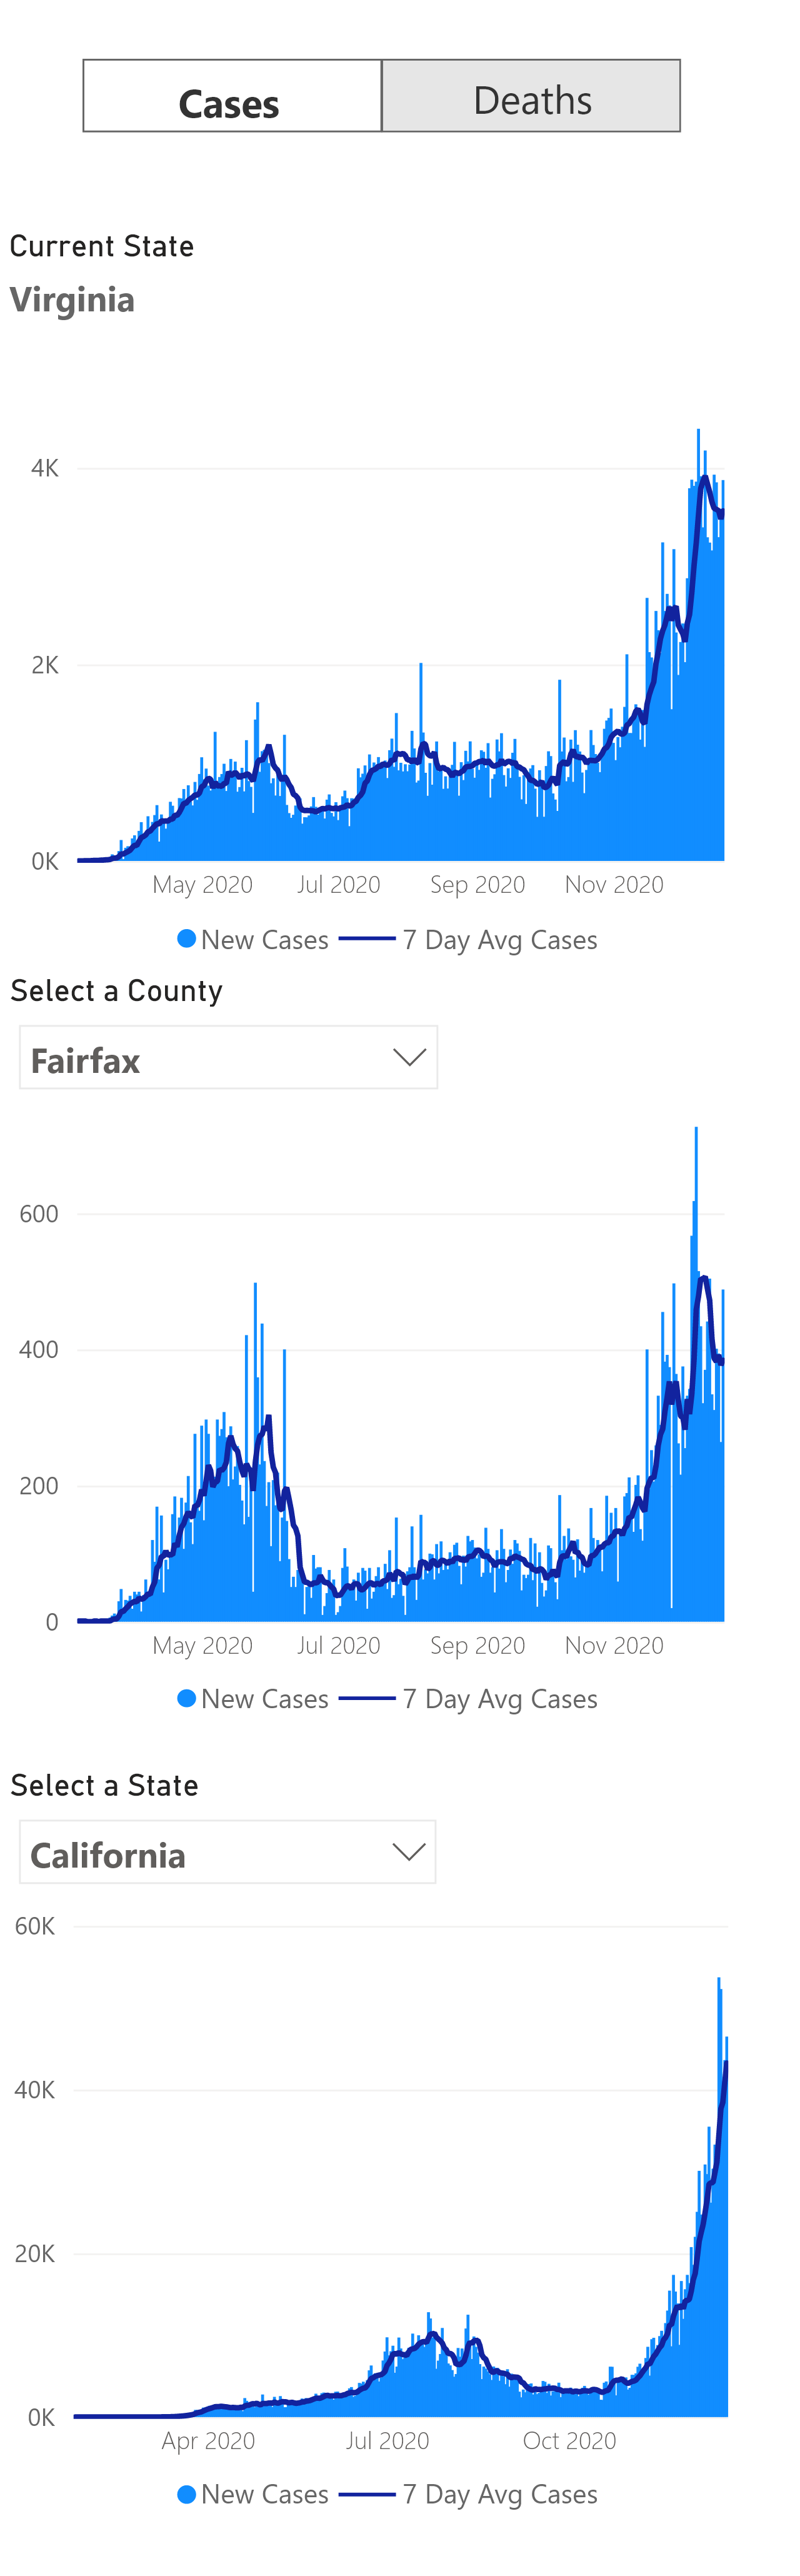 Cases Deaths
Current State
Virginia
4K
2K
0K
May 2020 Jul 2020 Sep 2020 Nov 2020
New Cases 7 Day Avg Cases
Select a County
Fairfax
600
400
200
0
May 2020 Jul 2020 Sep 2020 Nov 2020
New Cases 7 Day Avg Cases
Select a State
California
60K
40K
20K
0K
Apr 2020 Jul 2020 Oct 2020
New Cases 7 Day Avg Cases